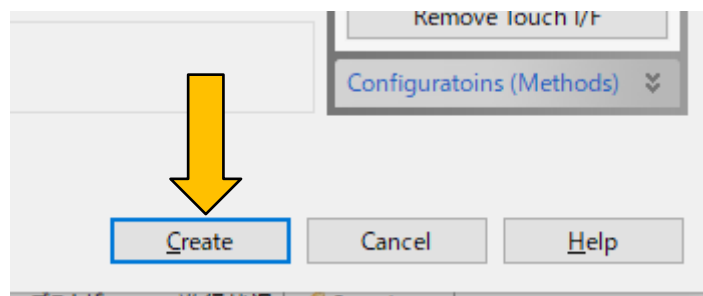 Remove Touch I/F
Configuratoins (Methods)
Create
Cancel
Help